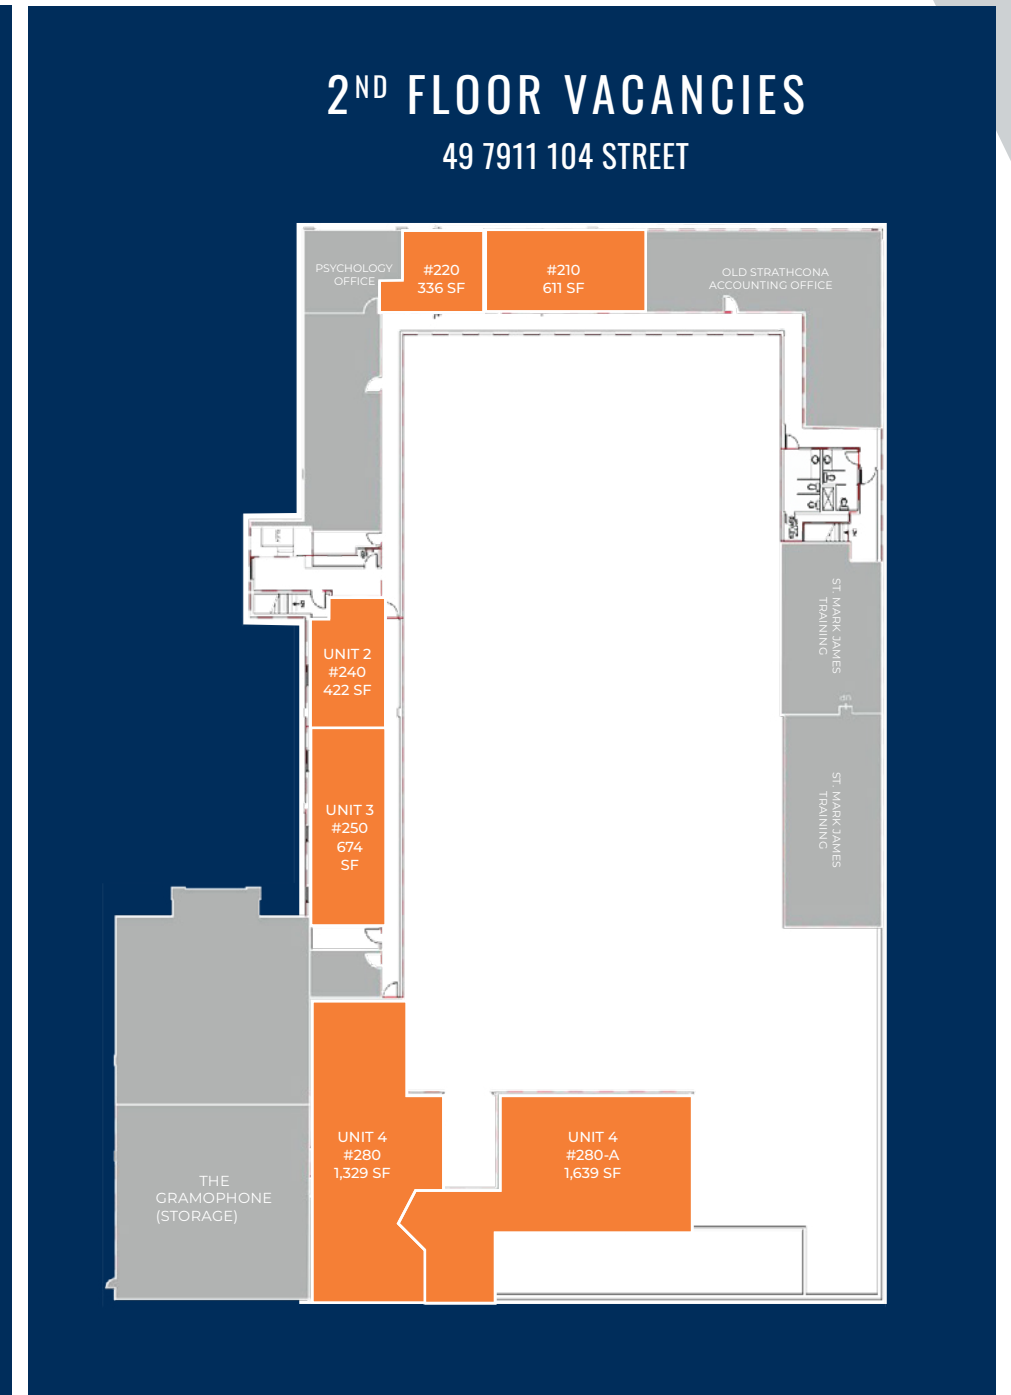 2ND FLOOR VACANCIES
49 7911 104 STREET
PSYCHOLOGY
OFFICE
#220
336 SF
#210
611 SF
OLD STRATHCONA
ACCOUNTING OFFICE
ST. MARK JAMES
TRAINING
UNIT 2
#240
422 SF
UNIT 3
#250
674
SF
ST. MARK JAMES
TRAINING
UNIT 4
#280
1,329 SF
UNIT 4
#280-A
1,639 SF
THE
GRAMOPHONE
(STORAGE)